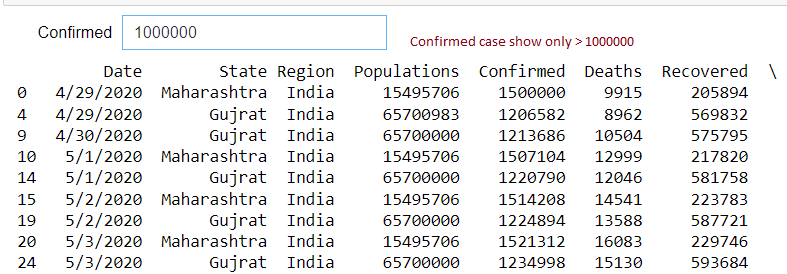 Confirmed 1000000
Confirmed case show only > 1000000
Date State Region Populations Confirmed Deaths Recovered \
0 4/29/2020 Maharashtra India 15495706 1500000 9915 205894
4 4/29/2020 Gujrat India 65700983 1206582 8962 569832
9 4/30/2020 Gujrat India 65700000 1213686 10504 575795
10 5/1/2020 Maharashtra India 15495706 1507104 12999 217820
14 5/1/2020 Gujrat India 65700000 1220790 12046 581758
15 5/2/2020 Maharashtra India 15495706 1514208 14541 223783
19 5/2/2020 Gujrat India 65700000 1224894 13588 587721
20 5/3/2020 Maharashtra India 15495706 1521312 16083 229746
24 5/3/2020 Gujrat India 65700000 1234998 15130 593684